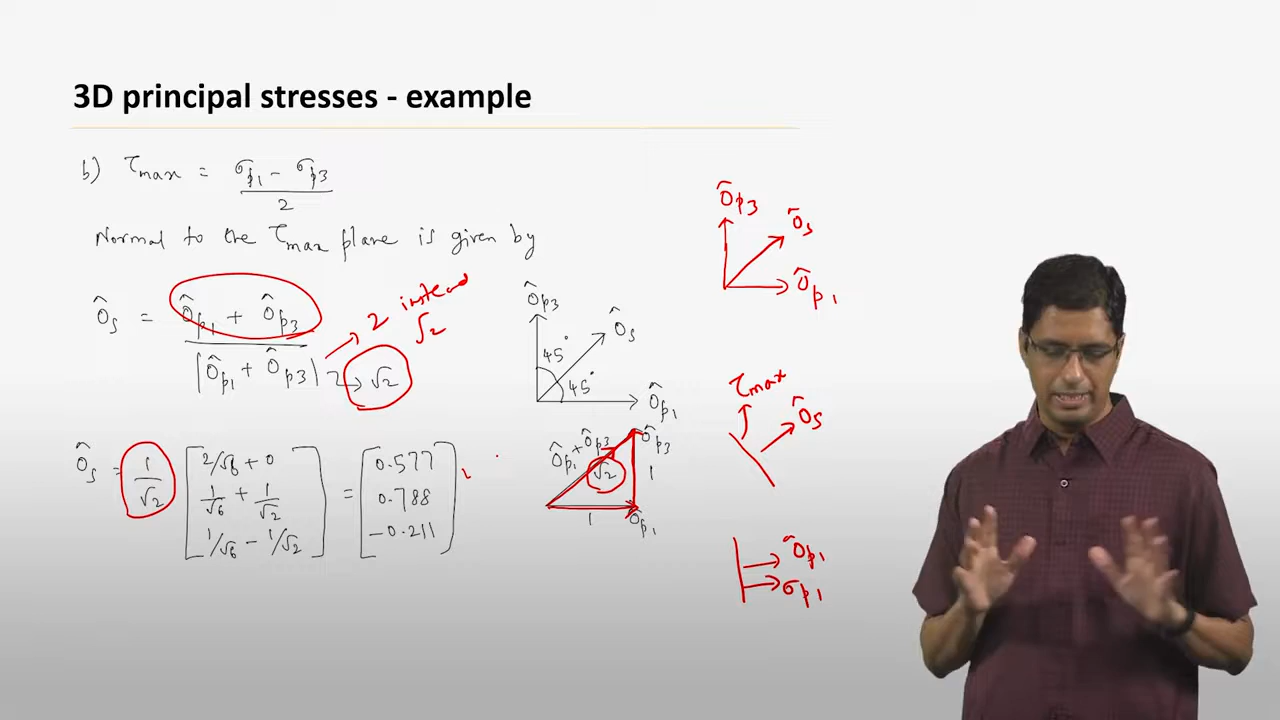 3D principal stresses - example
b) τmax = (σp1 - σp3) / 2
Normal to the τmax plane is given by
ôs = (ôp1 + ôp3) / |ôp1 + ôp3| 2 → √2
2 instead
√2
ôs = 1/√2 [2/√6 + 0
1/√6 + 1/√2
1/√6 - 1/√2] = [0.577
0.788
-0.211]
ôp3
ôs
45°
45°
ôp1
ôp1 + ôp3
ôp3
√2
1
1
ôp1
ôp3
ôs
ôp1
τmax
ôs
ôp1
σp1